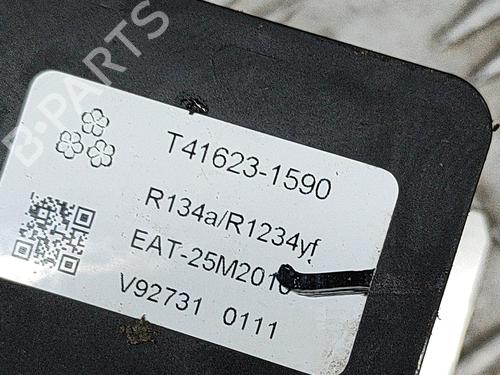 B-PARTS
T41623-1590
R134a/R1234yf
EAT-25M2010
V92731 0111